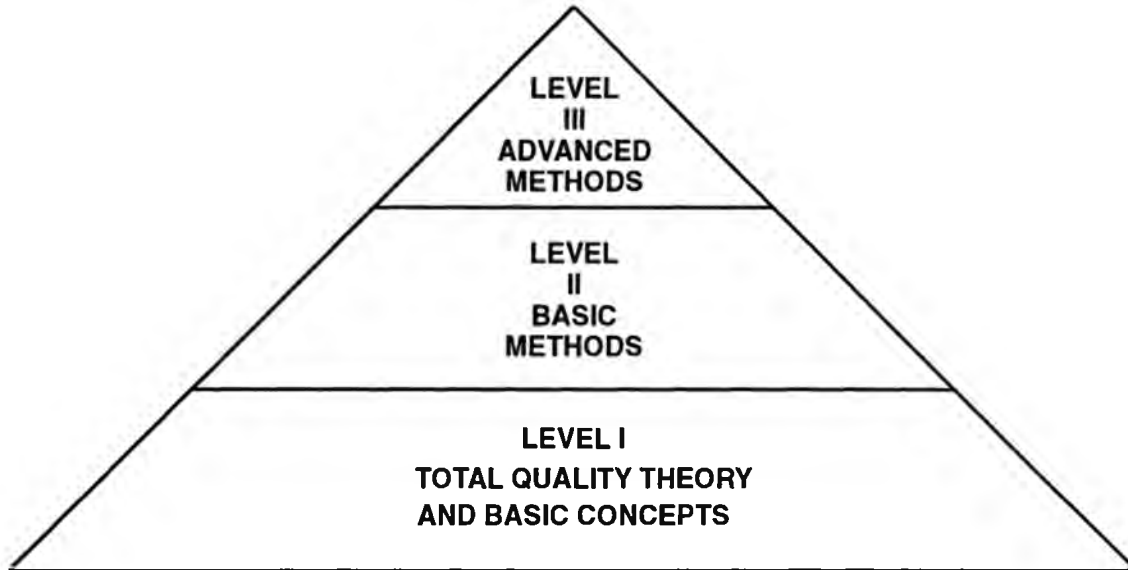 LEVEL
III
ADVANCED
METHODS
LEVEL
II
BASIC
METHODS
LEVEL I
TOTAL QUALITY THEORY
AND BASIC CONCEPTS